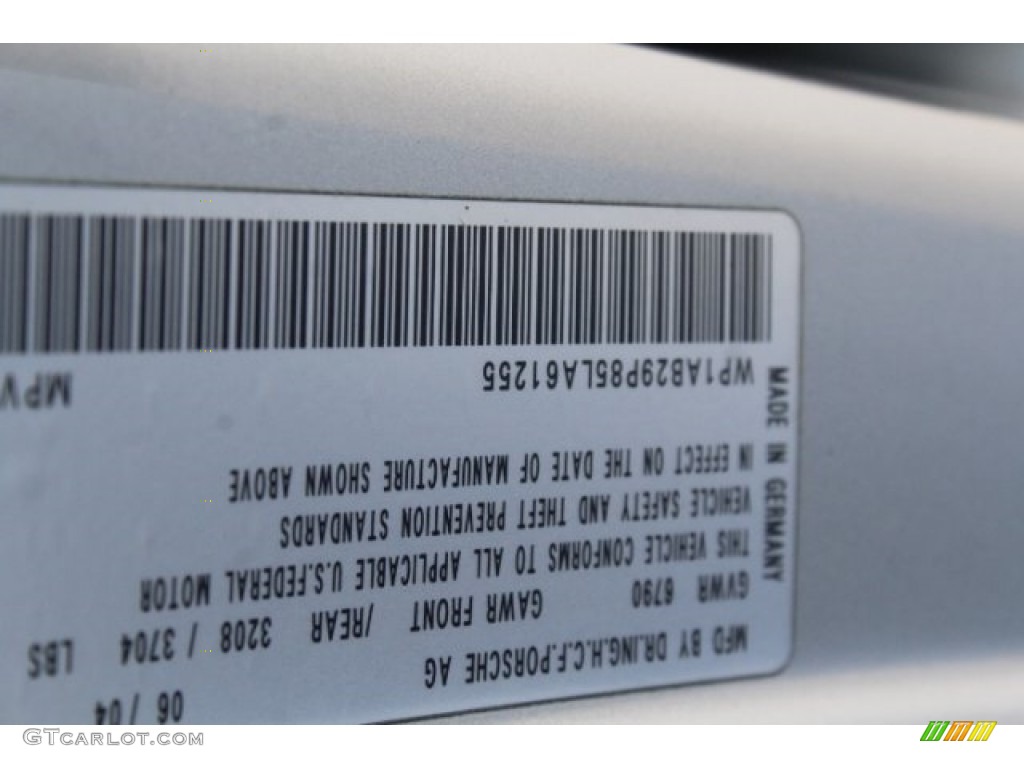 MFD BY DR.ING.H.C.F.PORSCHE AG 06 / 04
GVWR 6790 GAWR FRONT /REAR 3208 / 3704 LBS
THIS VEHICLE CONFORMS TO ALL APPLICABLE U.S.FEDERAL MOTOR
VEHICLE SAFETY AND THEFT PREVENTION STANDARDS
IN EFFECT ON THE DATE OF MANUFACTURE SHOWN ABOVE
WP1AB29P85LA61255 MPV
MADE IN GERMANY
GTCARLOT.COM